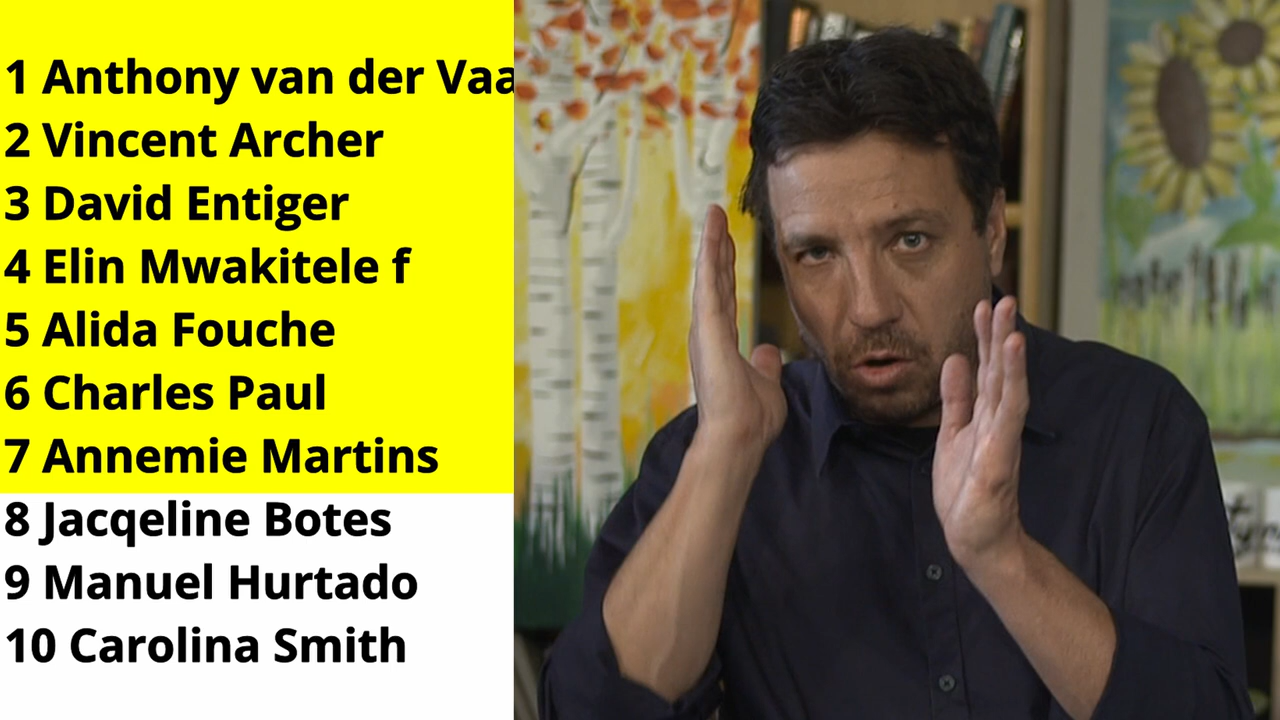 1 Anthony van der Vaa
2 Vincent Archer
3 David Entiger
4 Elin Mwakitele f
5 Alida Fouche
6 Charles Paul
7 Annemie Martins
8 Jacqeline Botes
9 Manuel Hurtado
10 Carolina Smith